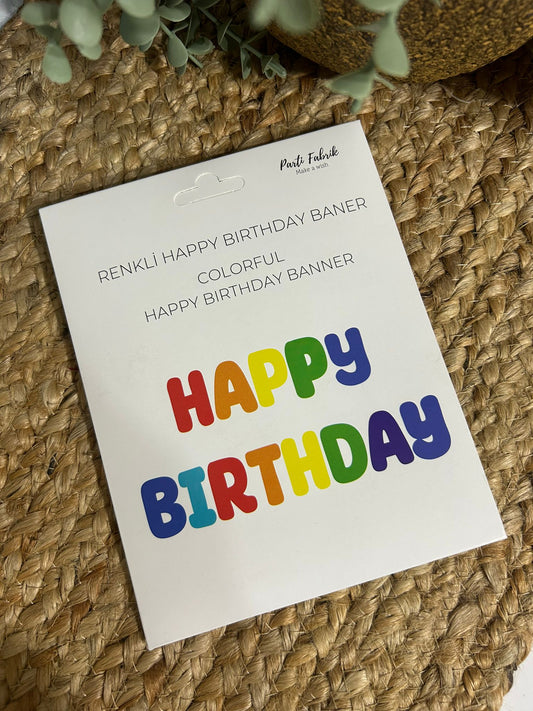 Parti Fabrik
Make a wish
RENKLİ HAPPY BIRTHDAY BANER
COLORFUL
HAPPY BIRTHDAY BANNER
HAPPY
BIRTHDAY